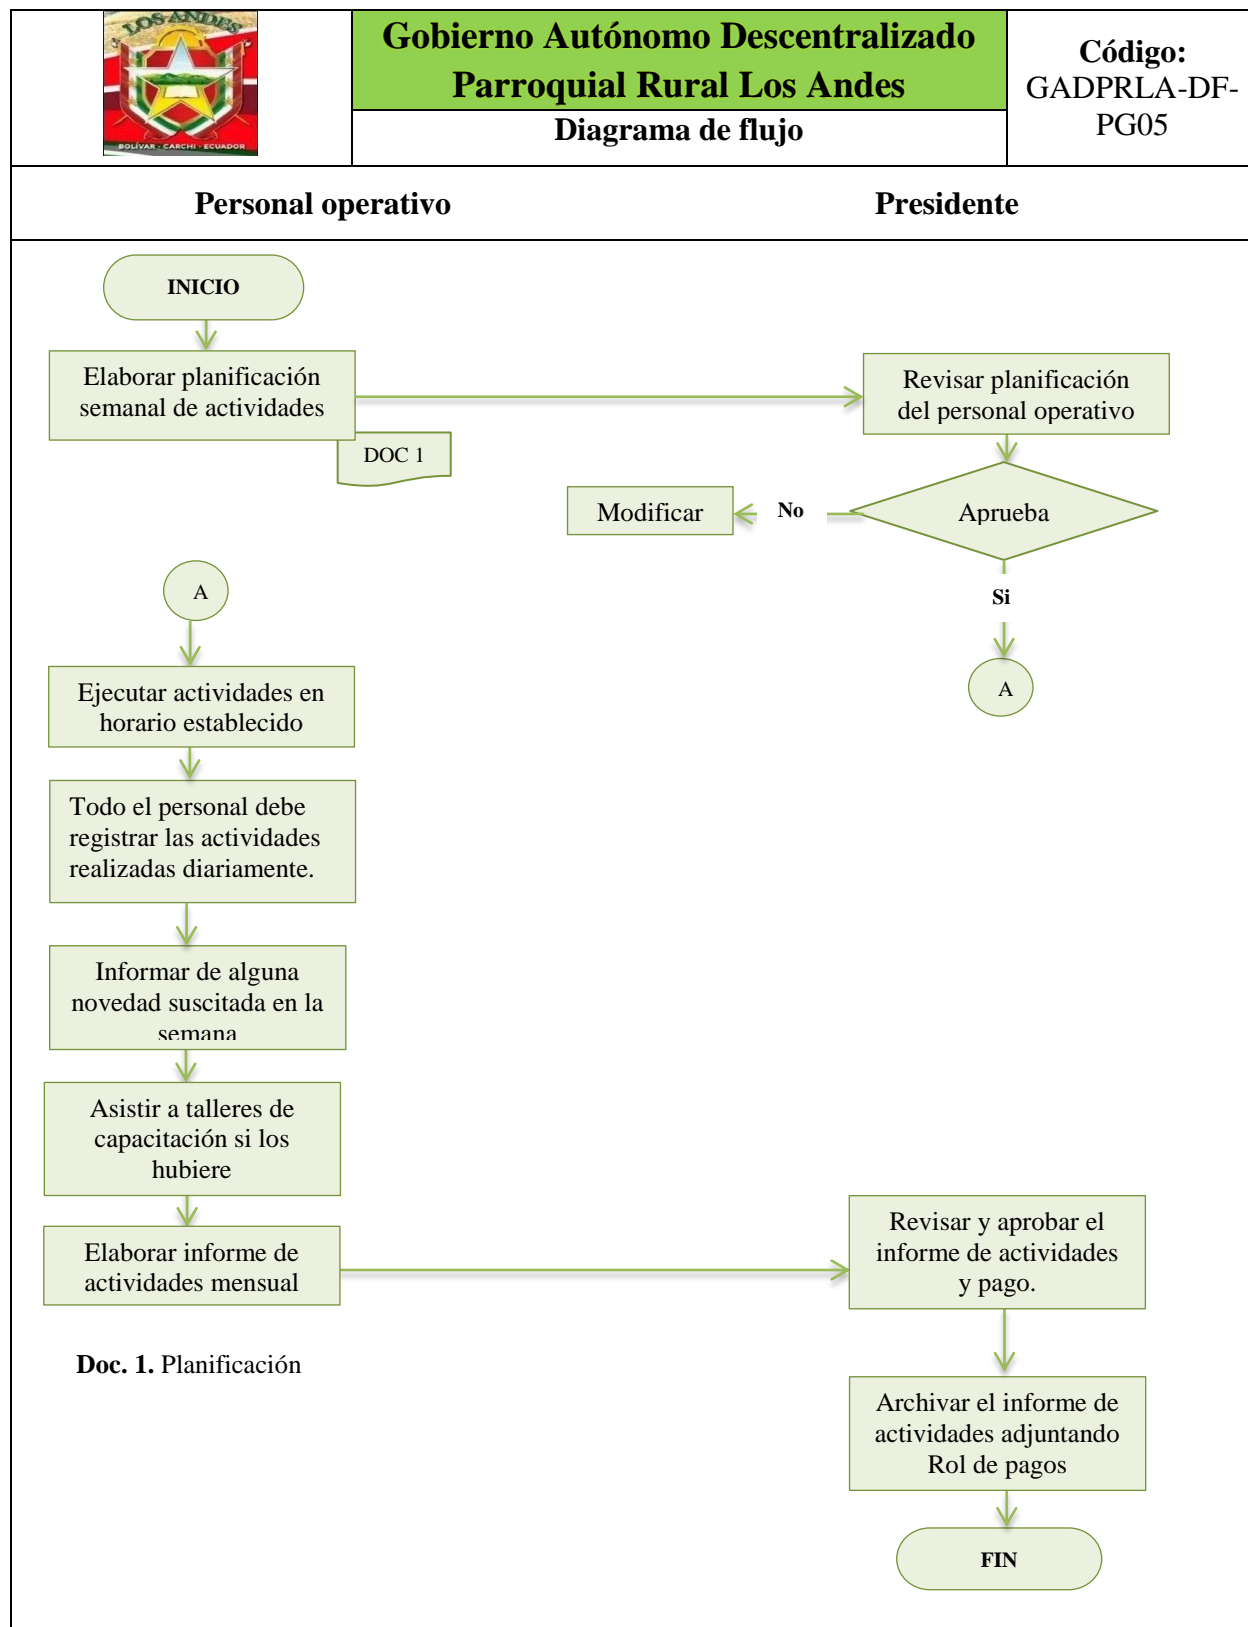 LOS ANDES
BOLÍVAR - CARCHI - ECUADOR
Gobierno Autónomo Descentralizado
Parroquial Rural Los Andes
Diagrama de flujo
Código:
GADPRLA-DF-
PG05
Personal operativo
Presidente
INICIO
Elaborar planificación
semanal de actividades
DOC 1
Revisar planificación
del personal operativo
Aprueba
No
Modificar
Si
A
A
Ejecutar actividades en
horario establecido
Todo el personal debe
registrar las actividades
realizadas diariamente.
Informar de alguna
novedad suscitada en la
semana
Asistir a talleres de
capacitación si los
hubiere
Elaborar informe de
actividades mensual
Revisar y aprobar el
informe de actividades
y pago.
Doc. 1. Planificación
Archivar el informe de
actividades adjuntando
Rol de pagos
FIN